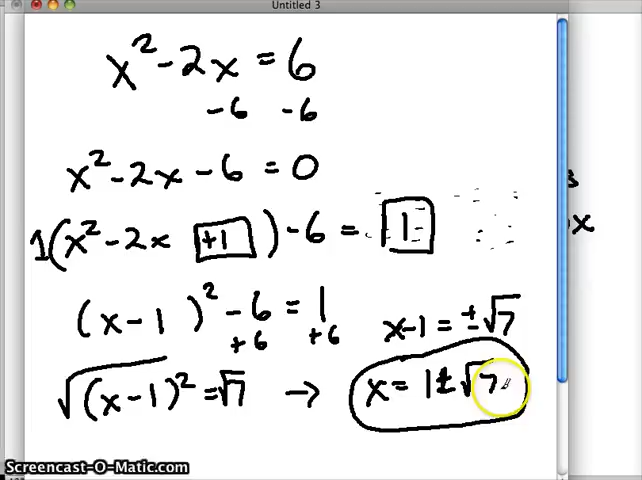 Untitled 3
x² - 2x = 6
-6 -6
x² - 2x - 6 = 0
1(x² - 2x +1 ) - 6 = 1
x
(x - 1 )² - 6 = 1
+6 +6
x-1 = ±√7
√(x - 1)² = √7 → x = 1 ± √7
Screencast-O-Matic.com